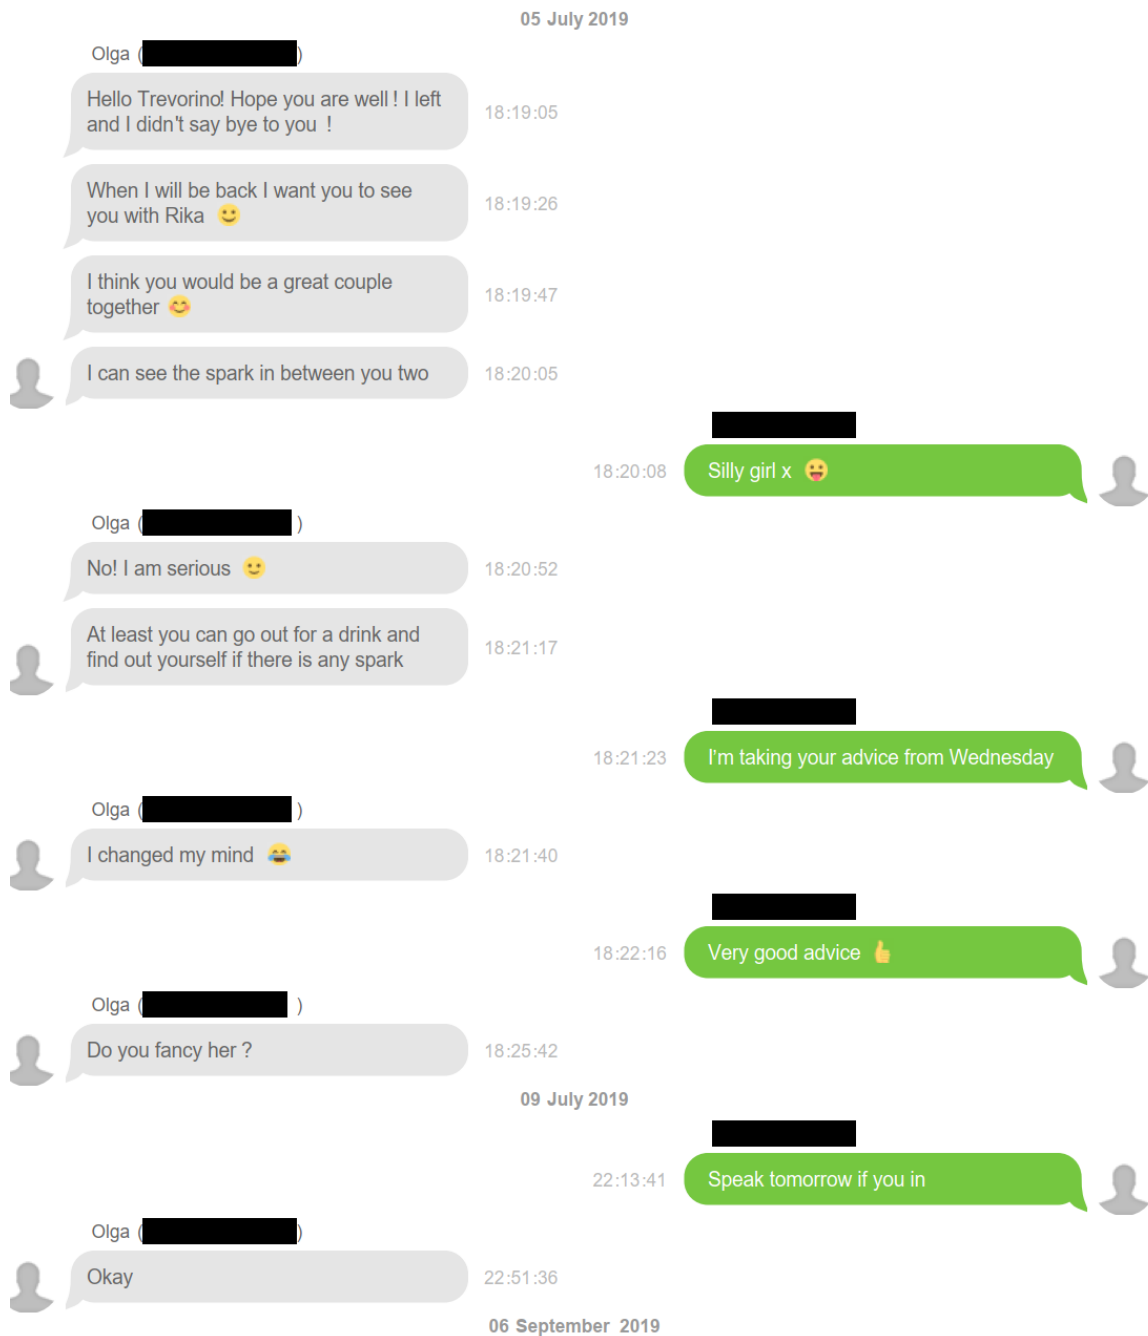 05 July 2019
Olga ( )
Hello Trevorino! Hope you are well ! I left
and I didn't say bye to you !
18:19:05
When I will be back I want you to see
you with Rika 🙂
18:19:26
I think you would be a great couple
together 😊
18:19:47
I can see the spark in between you two
18:20:05
18:20:08
Silly girl x 😛
Olga ( )
No! I am serious 🙂
18:20:52
At least you can go out for a drink and
find out yourself if there is any spark
18:21:17
18:21:23
I'm taking your advice from Wednesday
Olga ( )
I changed my mind 😂
18:21:40
18:22:16
Very good advice 👍
Olga ( )
Do you fancy her ?
18:25:42
09 July 2019
22:13:41
Speak tomorrow if you in
Olga ( )
Okay
22:51:36
06 September 2019